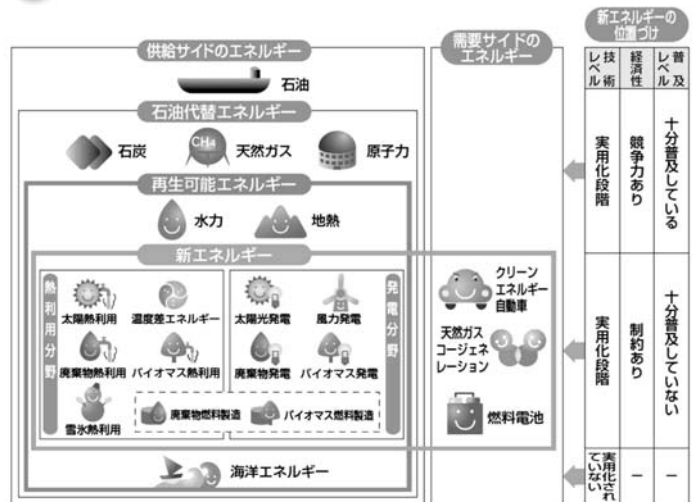 新エネルギーの
位置づけ
供給サイドのエネルギー
需要サイドの
エネルギー
技術
レベル
経済性
普及
レベル
石油
石油代替エネルギー
石炭
CH4
天然ガス
原子力
実用化段階
競争力あり
十分普及している
再生可能エネルギー
水力
地熱
新エネルギー
熱利用分野
太陽熱利用
温度差エネルギー
廃棄物熱利用
バイオマス熱利用
雪氷熱利用
太陽光発電
風力発電
廃棄物発電
バイオマス発電
発電分野
廃棄物燃料製造
バイオマス燃料製造
クリーン
エネルギー
自動車
天然ガス
コージェネ
レーション
燃料電池
実用化段階
制約あり
十分普及していない
海洋エネルギー
実用化され
ていない
－
－